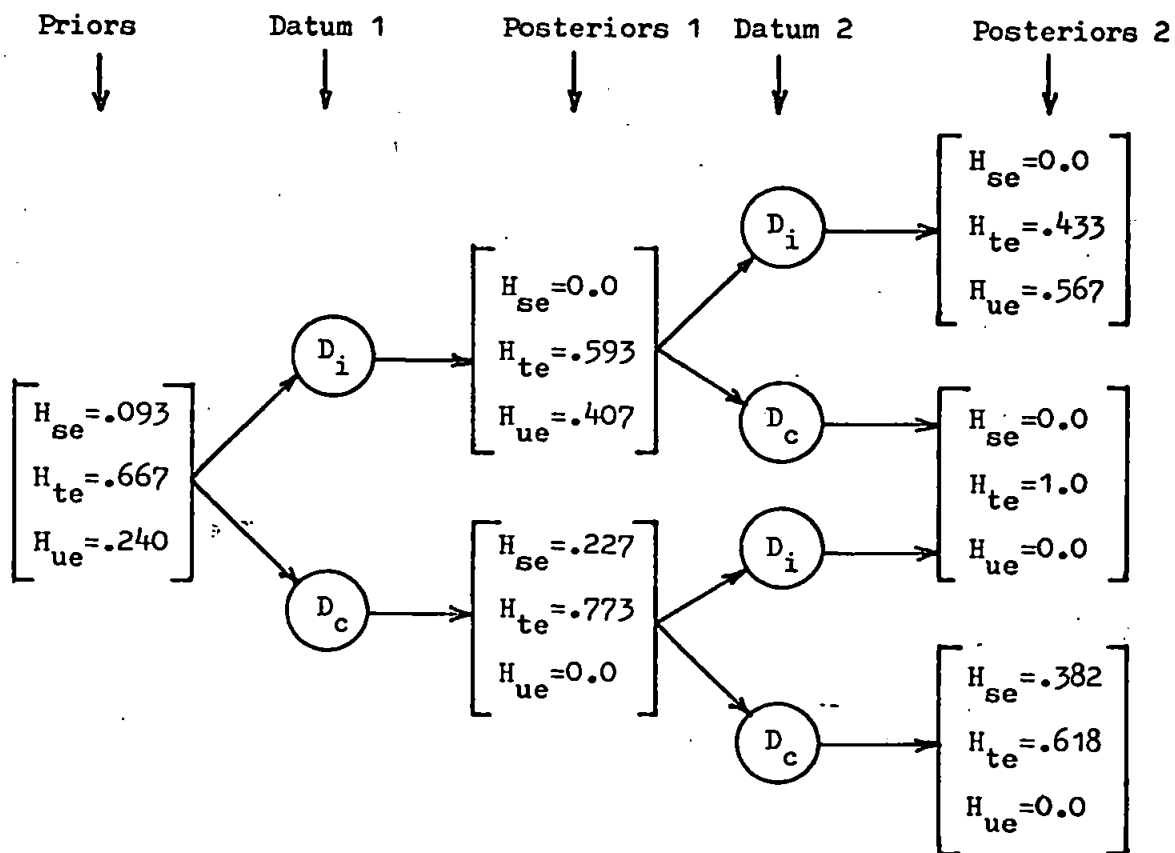 Priors Datum 1 Posteriors 1 Datum 2 Posteriors 2
H_se=.093
H_te=.667
H_ue=.240
D_i
D_c
H_se=0.0
H_te=.593
H_ue=.407
H_se=.227
H_te=.773
H_ue=0.0
D_i
D_c
D_i
D_c
H_se=0.0
H_te=.433
H_ue=.567
H_se=0.0
H_te=1.0
H_ue=0.0
H_se=.382
H_te=.618
H_ue=0.0